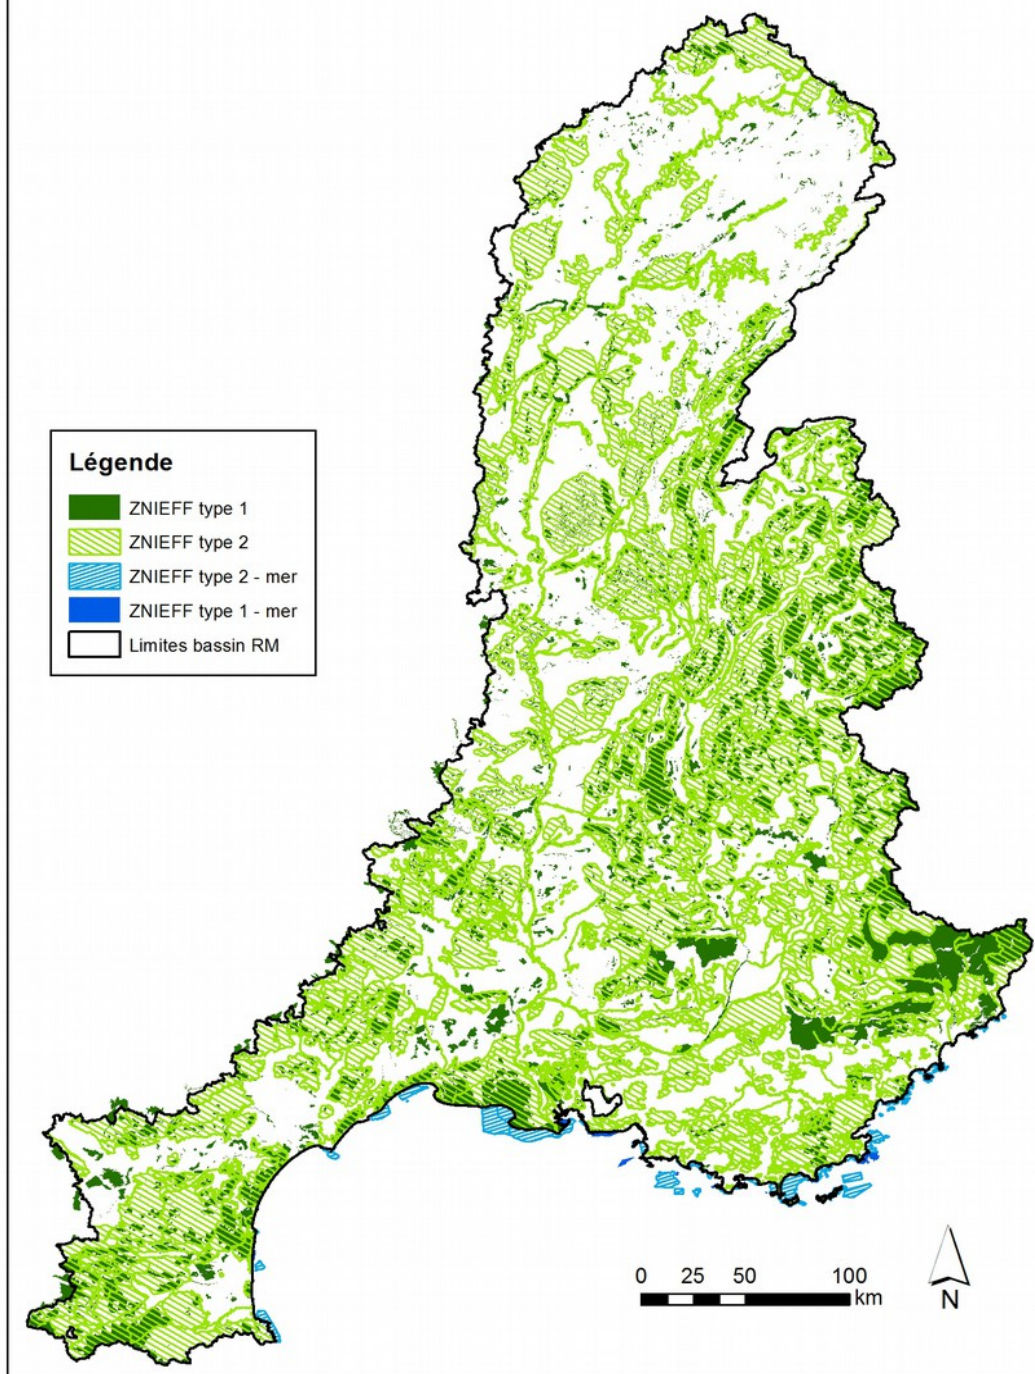 Légende
ZNIEFF type 1
ZNIEFF type 2
ZNIEFF type 2 - mer
ZNIEFF type 1 - mer
Limites bassin RM
0 25 50 100
km
N